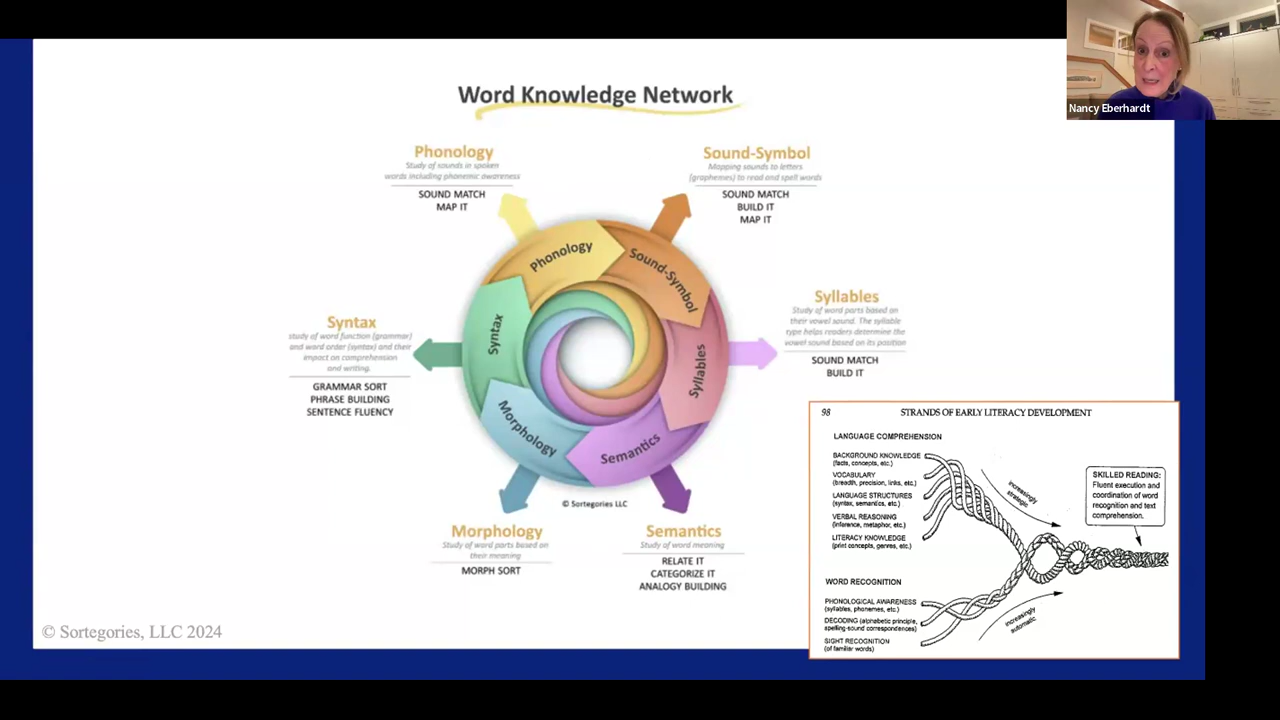 Nancy Eberhardt
Word Knowledge Network
Phonology
Study of sounds in spoken
words including phonemic awareness
SOUND MATCH
MAP IT
Sound-Symbol
Mapping sounds to letters
(graphemes) to read and spell words
SOUND MATCH
BUILD IT
MAP IT
Syllables
Study of word parts based on
their vowel sound. The syllable
type helps readers determine the
vowel sound based on its position
SOUND MATCH
BUILD IT
Syntax
study of word function (grammar)
and word order (syntax) and their
impact on comprehension
and writing.
GRAMMAR SORT
PHRASE BUILDING
SENTENCE FLUENCY
Phonology
Sound-Symbol
Syllables
Semantics
Morphology
Syntax
© Sortegories LLC
Morphology
Study of word parts based on
their meaning
MORPH SORT
Semantics
Study of word meaning
RELATE IT
CATEGORIZE IT
ANALOGY BUILDING
98 STRANDS OF EARLY LITERACY DEVELOPMENT
LANGUAGE COMPREHENSION
BACKGROUND KNOWLEDGE
(facts, concepts, etc.)
VOCABULARY
(breadth, precision, links, etc.)
LANGUAGE STRUCTURES
(syntax, semantics, etc.)
VERBAL REASONING
(inference, metaphor, etc.)
LITERACY KNOWLEDGE
(print concepts, genres, etc.)
increasingly
strategic
SKILLED READING:
Fluent execution and
coordination of word
recognition and text
comprehension.
WORD RECOGNITION
PHONOLOGICAL AWARENESS
(syllables, phonemes, etc.)
DECODING (alphabetic principle,
spelling-sound correspondences)
SIGHT RECOGNITION
(of familiar words)
increasingly
automatic
© Sortegories, LLC 2024